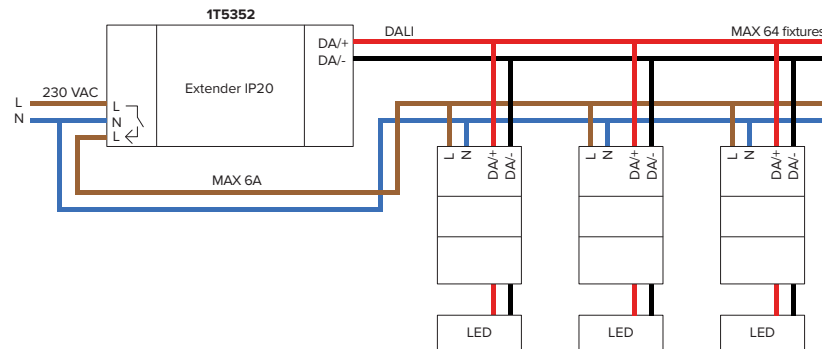 1T5352
DA/+
DALI
MAX 64 fixtures
DA/-
Extender IP20
230 VAC
L
L
N
N
L
MAX 6A
L
N
DA/+
DA/-
L
N
DA/+
DA/-
L
N
DA/+
DA/-
LED
LED
LED